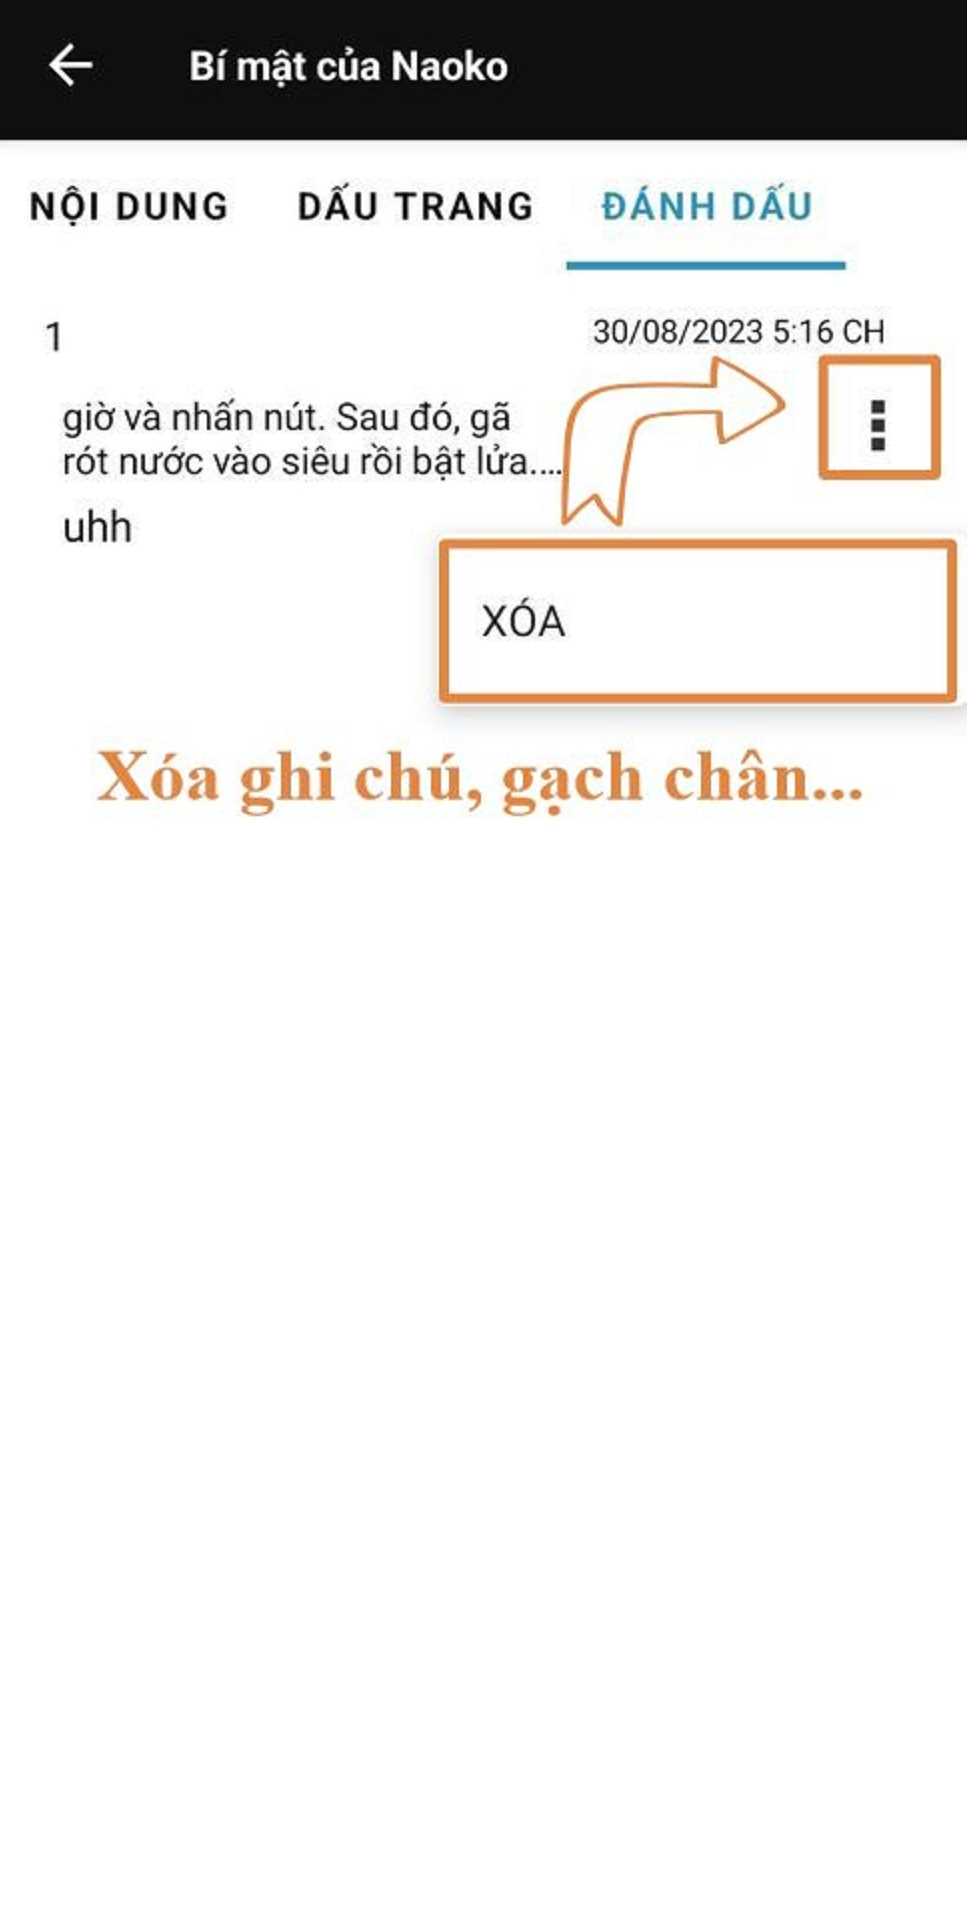 Bí mật của Naoko
NỘI DUNG DẤU TRANG ĐÁNH DẤU
1 30/08/2023 5:16 CH
giờ và nhấn nút. Sau đó, gã
rót nước vào siêu rồi bật lửa....
uhh
XÓA
Xóa ghi chú, gạch chân...